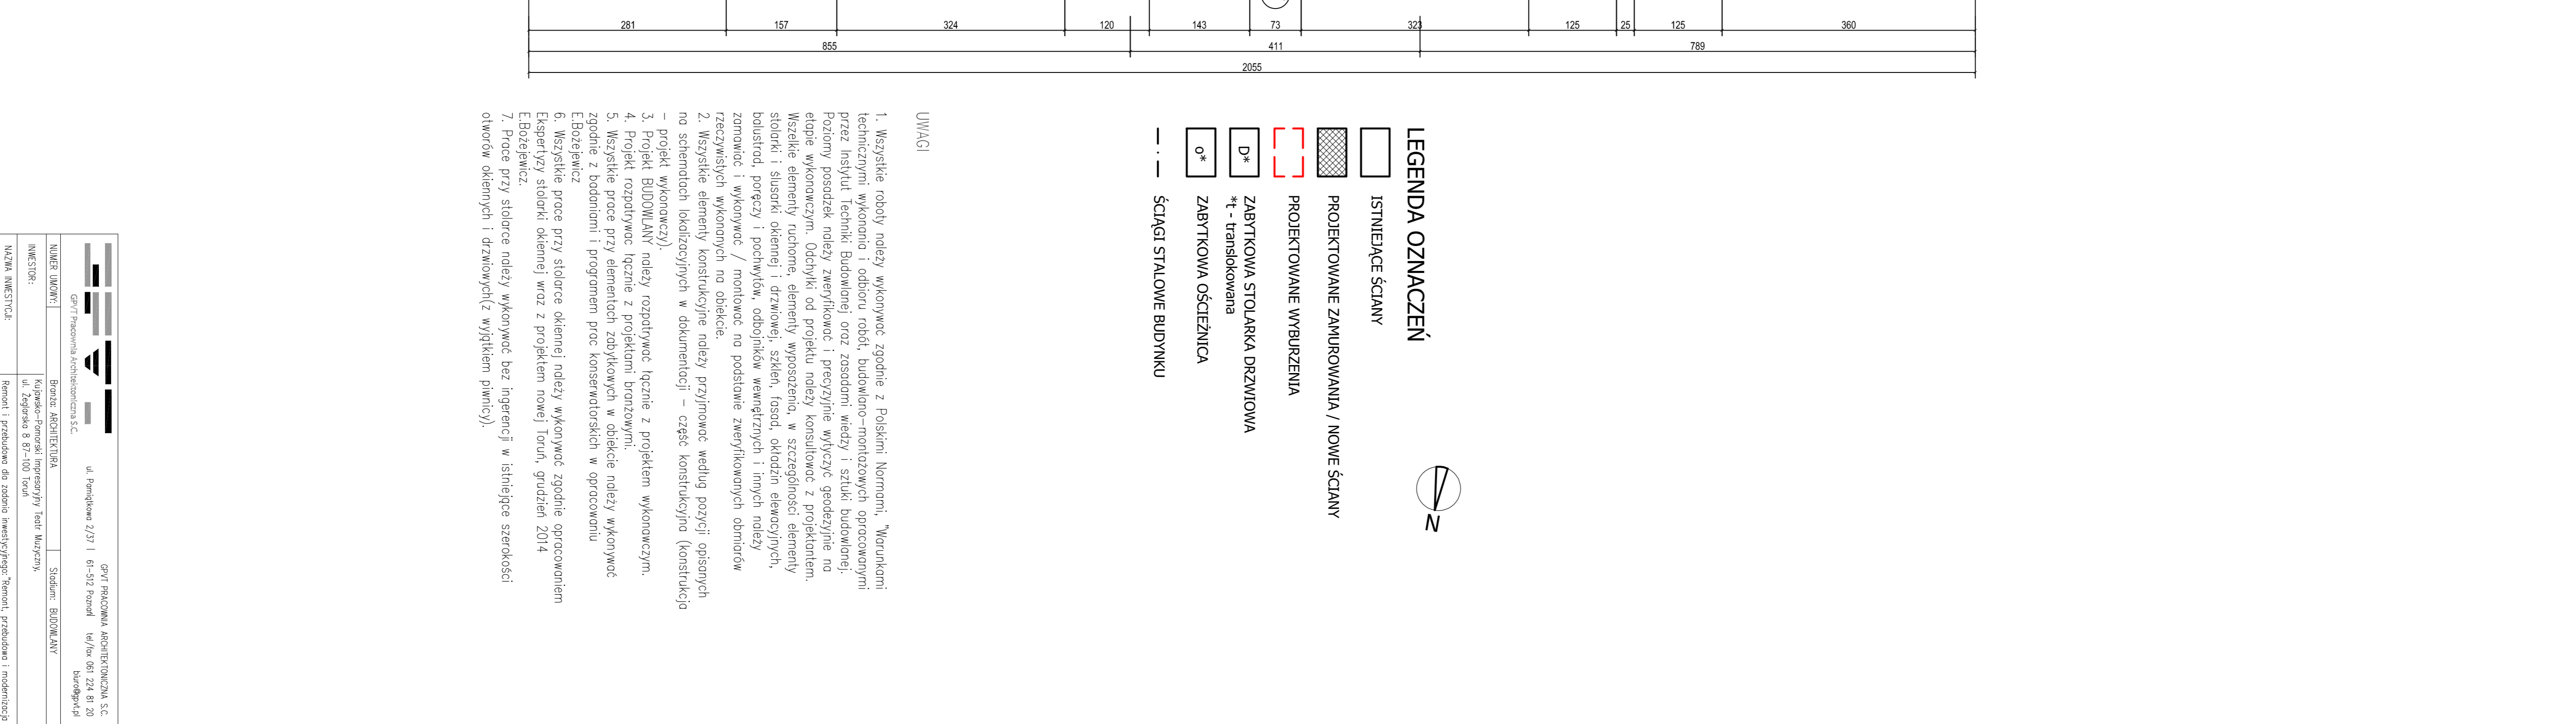 281 157 324 120 143 73 323 125 25 125 360
855 411 789
2055
LEGENDA OZNACZEŃ
ISTNIEJĄCE ŚCIANY
PROJEKTOWANE ZAMUROWANIA / NOWE ŚCIANY
PROJEKTOWANE WYBURZENIA
D*
ZABYTKOWA STOLARKA DRZWIOWA
*t - translokowana
o*
ZABYTKOWA OŚCIEŻNICA
ŚCIĄGI STALOWE BUDYNKU
N
UWAGI
1. Wszystkie roboty należy wykonywać zgodnie z Polskimi Normami, "Warunkami
technicznymi wykonania i odbioru robót, budowlano-montażowych opracowanymi
przez Instytut Techniki Budowlanej oraz zasadami wiedzy i sztuki budowlanej.
Poziomy posadzek należy zweryfikować i precyzyjnie wytyczyć geodezyjnie na
etapie wykonawczym. Odchyłki od projektu należy konsultować z projektantem.
Wszelkie elementy ruchome, elementy wyposażenia, w szczególności elementy
stolarki i ślusarki okiennej i drzwiowej, szkleń, fasad, okładzin elewacyjnych,
balustrad, poręczy i pochwytów, odbojników wewnętrznych i innych należy
zamawiać i wykonywać / montować na podstawie zweryfikowanych obmiarów
rzeczywistych wykonanych na obiekcie.
2. Wszystkie elementy konstrukcyjne należy przyjmować według pozycji opisanych
na schematach lokalizacyjnych w dokumentacji – część konstrukcyjna (konstrukcja
– projekt wykonawczy).
3. Projekt BUDOWLANY należy rozpatrywać łącznie z projektem wykonawczym.
4. Projekt rozpatrywac łącznie z projektami branżowymi.
5. Wszystkie prace przy elementach zabytkowych w obiekcie należy wykonywać
zgodnie z badaniami i programem prac konserwatorskich w opracowaniu
E.Bożejewicz
6. Wszystkie prace przy stolarce okiennej należy wykonywać zgodnie opracowaniem
Ekspertyzy stolarki okiennej wraz z projektem nowej Toruń, grudzień 2014
E.Bożejewicz.
7. Prace przy stolarce należy wykonywać bez ingerencji w istniejące szerokości
otworów okiennych i drzwiowych(z wyjątkiem piwnicy).
GPVT Pracownia Architektoniczna S.C.
GPVT PRACOWNIA ARCHITEKTONICZNA S.C.
ul. Pamiątkowa 2/37 | 61-512 Poznań tel/fax 061 224 81 20
biuro@gpvt.pl
NUMER UMOWY: Branża: ARCHITEKTURA Stadium: BUDOWLANY
INWESTOR: Kujawsko-Pomorski Impresaryjny Teatr Muzyczny,
ul. Żeglarska 8 87-100 Toruń
NAZWA INWESTYCJI: Remont i przebudowa dla zadania inwestycyjnego: "Remont, przebudowa i modernizacja